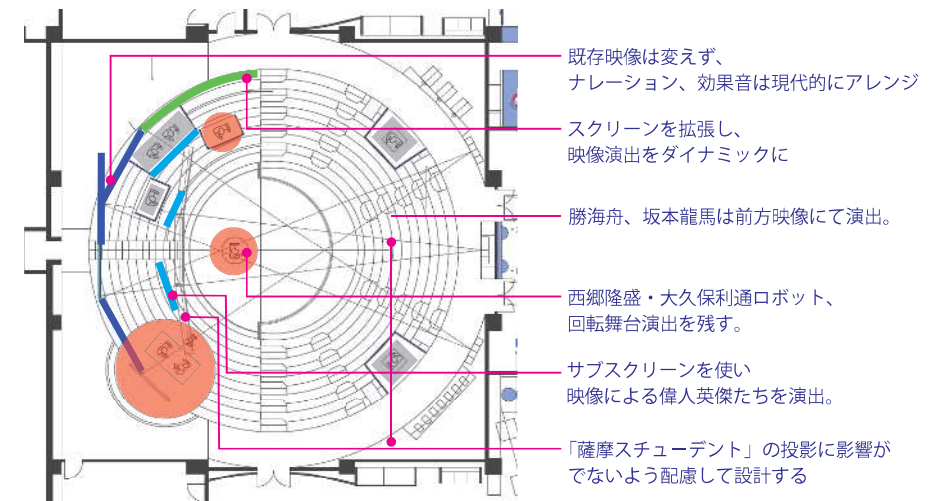 既存映像は変えず、
ナレーション、効果音は現代的にアレンジ
スクリーンを拡張し、
映像演出をダイナミックに
勝海舟、坂本龍馬は前方映像にて演出。
西郷隆盛・大久保利通ロボット、
回転舞台演出を残す。
サブスクリーンを使い
映像による偉人英傑たちを演出。
「薩摩スチューデント」の投影に影響が
でないよう配慮して設計する